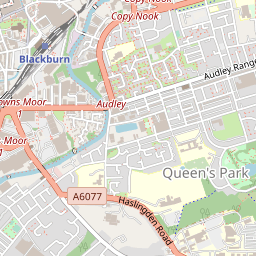 Copy Nook
Copy Nook
Blackburn
Audley Range
owns Moor
Audley
Moor
Queen's Park
A6077
Haslingden
Road